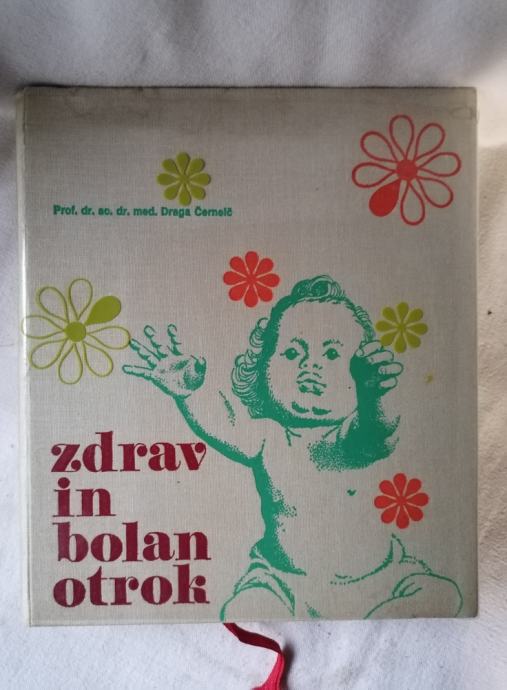 Prof. dr. sc. dr. med. Draga Černelč
zdrav
in
bolan
otrok